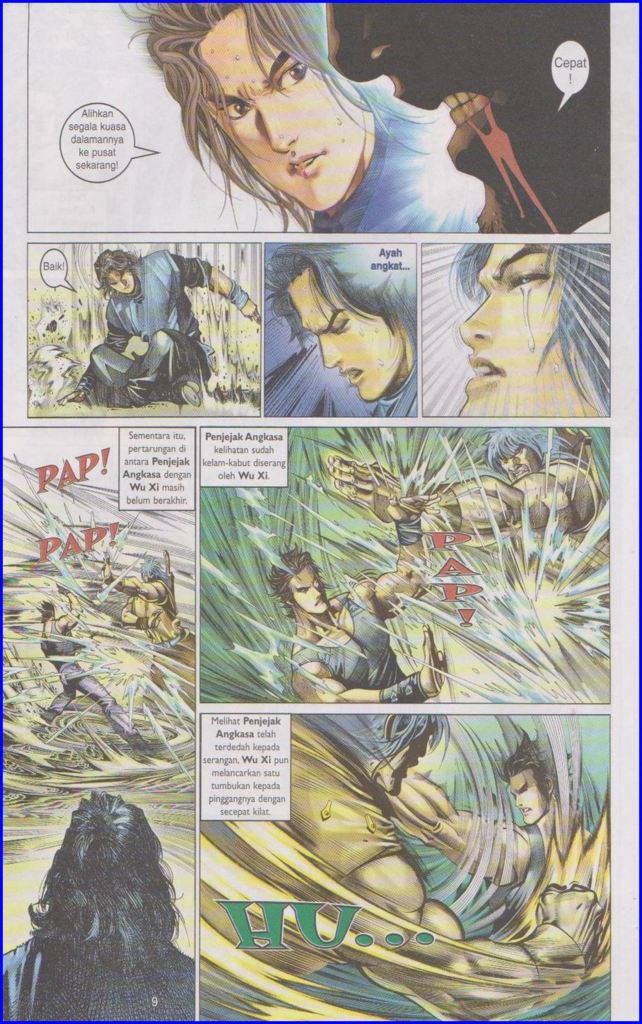 Cepat
!
Alihkan
segala kuasa
dalamannya
ke pusat
sekarang!
Baik!
Ayah
angkat...
Sementara itu,
pertarungan di
antara Penjejak
Angkasa dengan
Wu Xi masih
belum berakhir.
PAP!
PAP!
Penjejak Angkasa
kelihatan sudah
kelam-kabut diserang
oleh Wu Xi.
PAP!
Melihat Penjejak
Angkasa telah
terdedah kepada
serangan, Wu Xi pun
melancarkan satu
tumbukan kepada
pinggangnya dengan
secepat kilat.
HU...
9